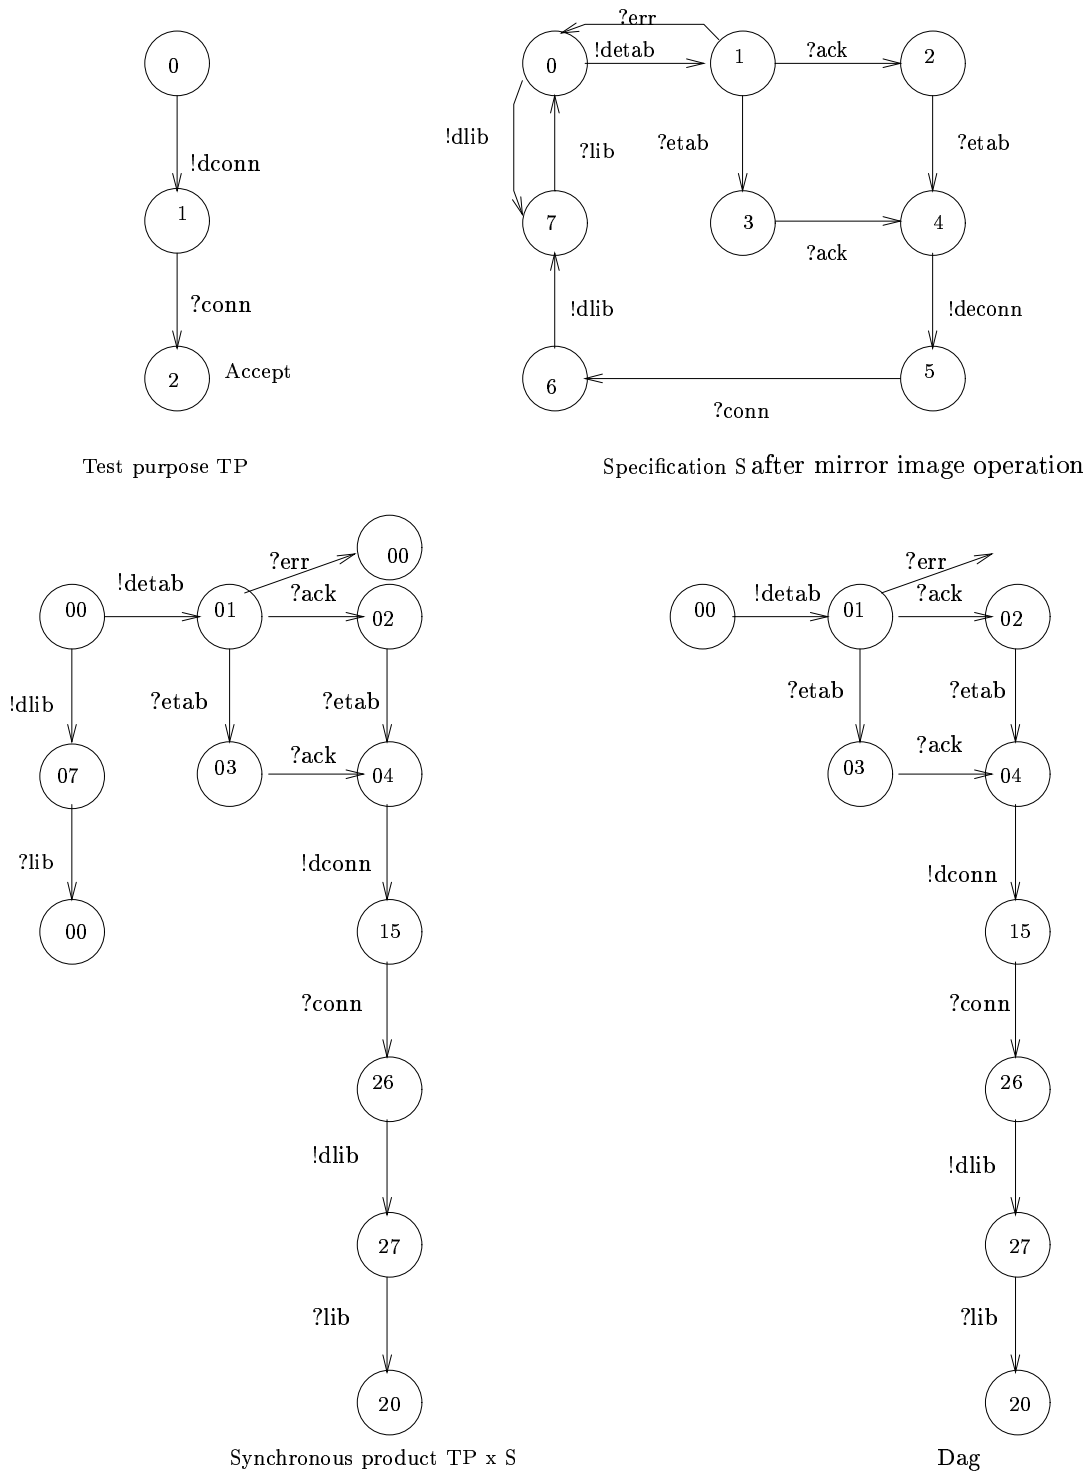 ?err
0
!detab
1
?ack
2
0
!dconn
!dlib
?lib
?etab
?etab
1
7
3
4
?ack
?conn
!dlib
!deconn
2
Accept
6
5
?conn
Test purpose TP
Specification S after mirror image operation
00
?err
?err
!detab
?ack
!detab
?ack
00
01
02
00
01
02
!dlib
?etab
?etab
?etab
?etab
07
03
?ack
04
03
?ack
04
?lib
!dconn
!dconn
00
15
15
?conn
?conn
26
26
!dlib
!dlib
27
27
?lib
?lib
20
20
Synchronous product TP x S
Dag